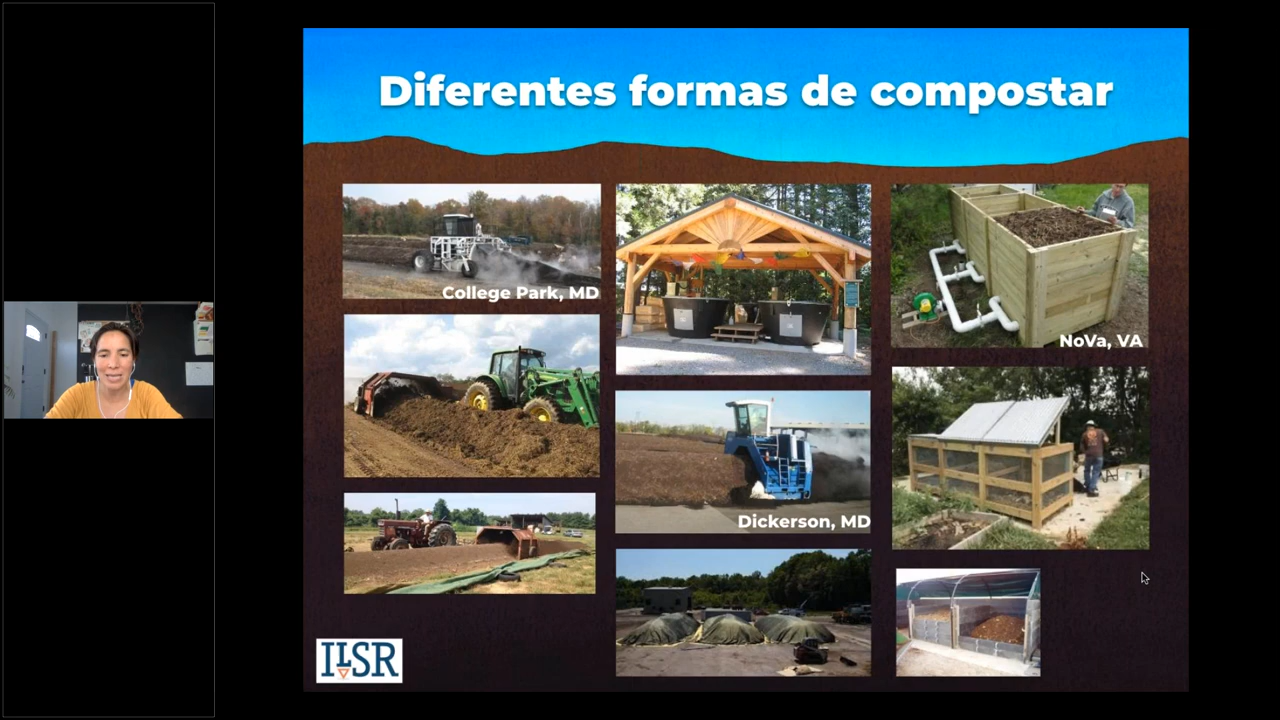 Diferentes formas de compostar
College Park, MD
NoVa, VA
Dickerson, MD
ILSR